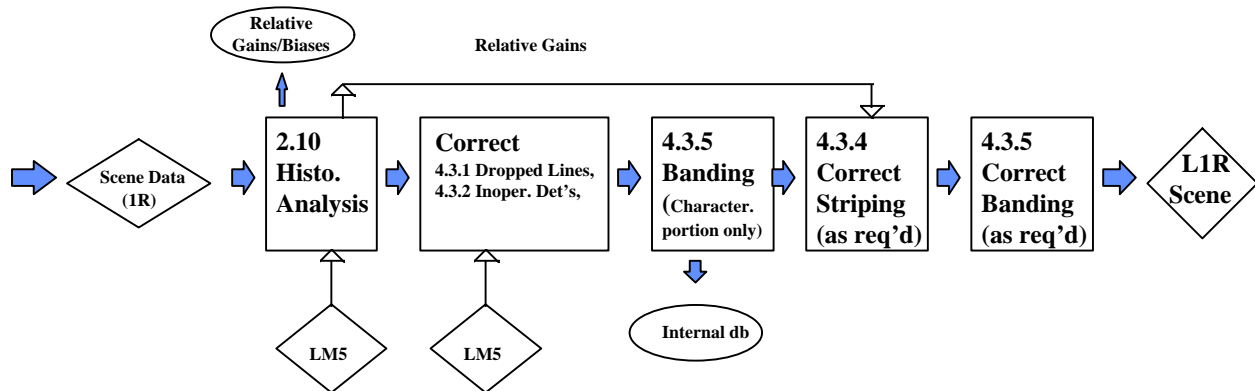 Relative
Gains/Biases
Relative Gains
Scene Data
(1R)
2.10
Histo.
Analysis
Correct
4.3.1 Dropped Lines,
4.3.2 Inoper. Det's,
4.3.5
Banding
(Character.
portion only)
4.3.4
Correct
Striping
(as req'd)
4.3.5
Correct
Banding
(as req'd)
L1R
Scene
LM5
LM5
Internal db